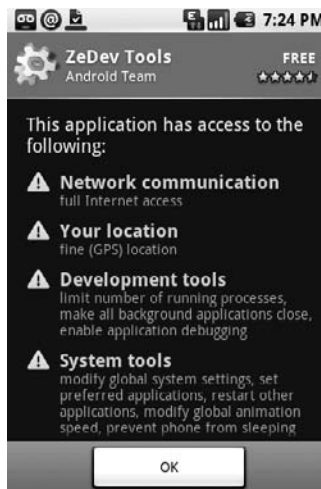 7:24 PM
ZeDev Tools FREE
Android Team
This application has access to the
following:
Network communication
full Internet access
Your location
fine (GPS) location
Development tools
limit number of running processes,
make all background applications close,
enable application debugging
System tools
modify global system settings, set
preferred applications, restart other
applications, modify global animation
speed, prevent phone from sleeping
OK